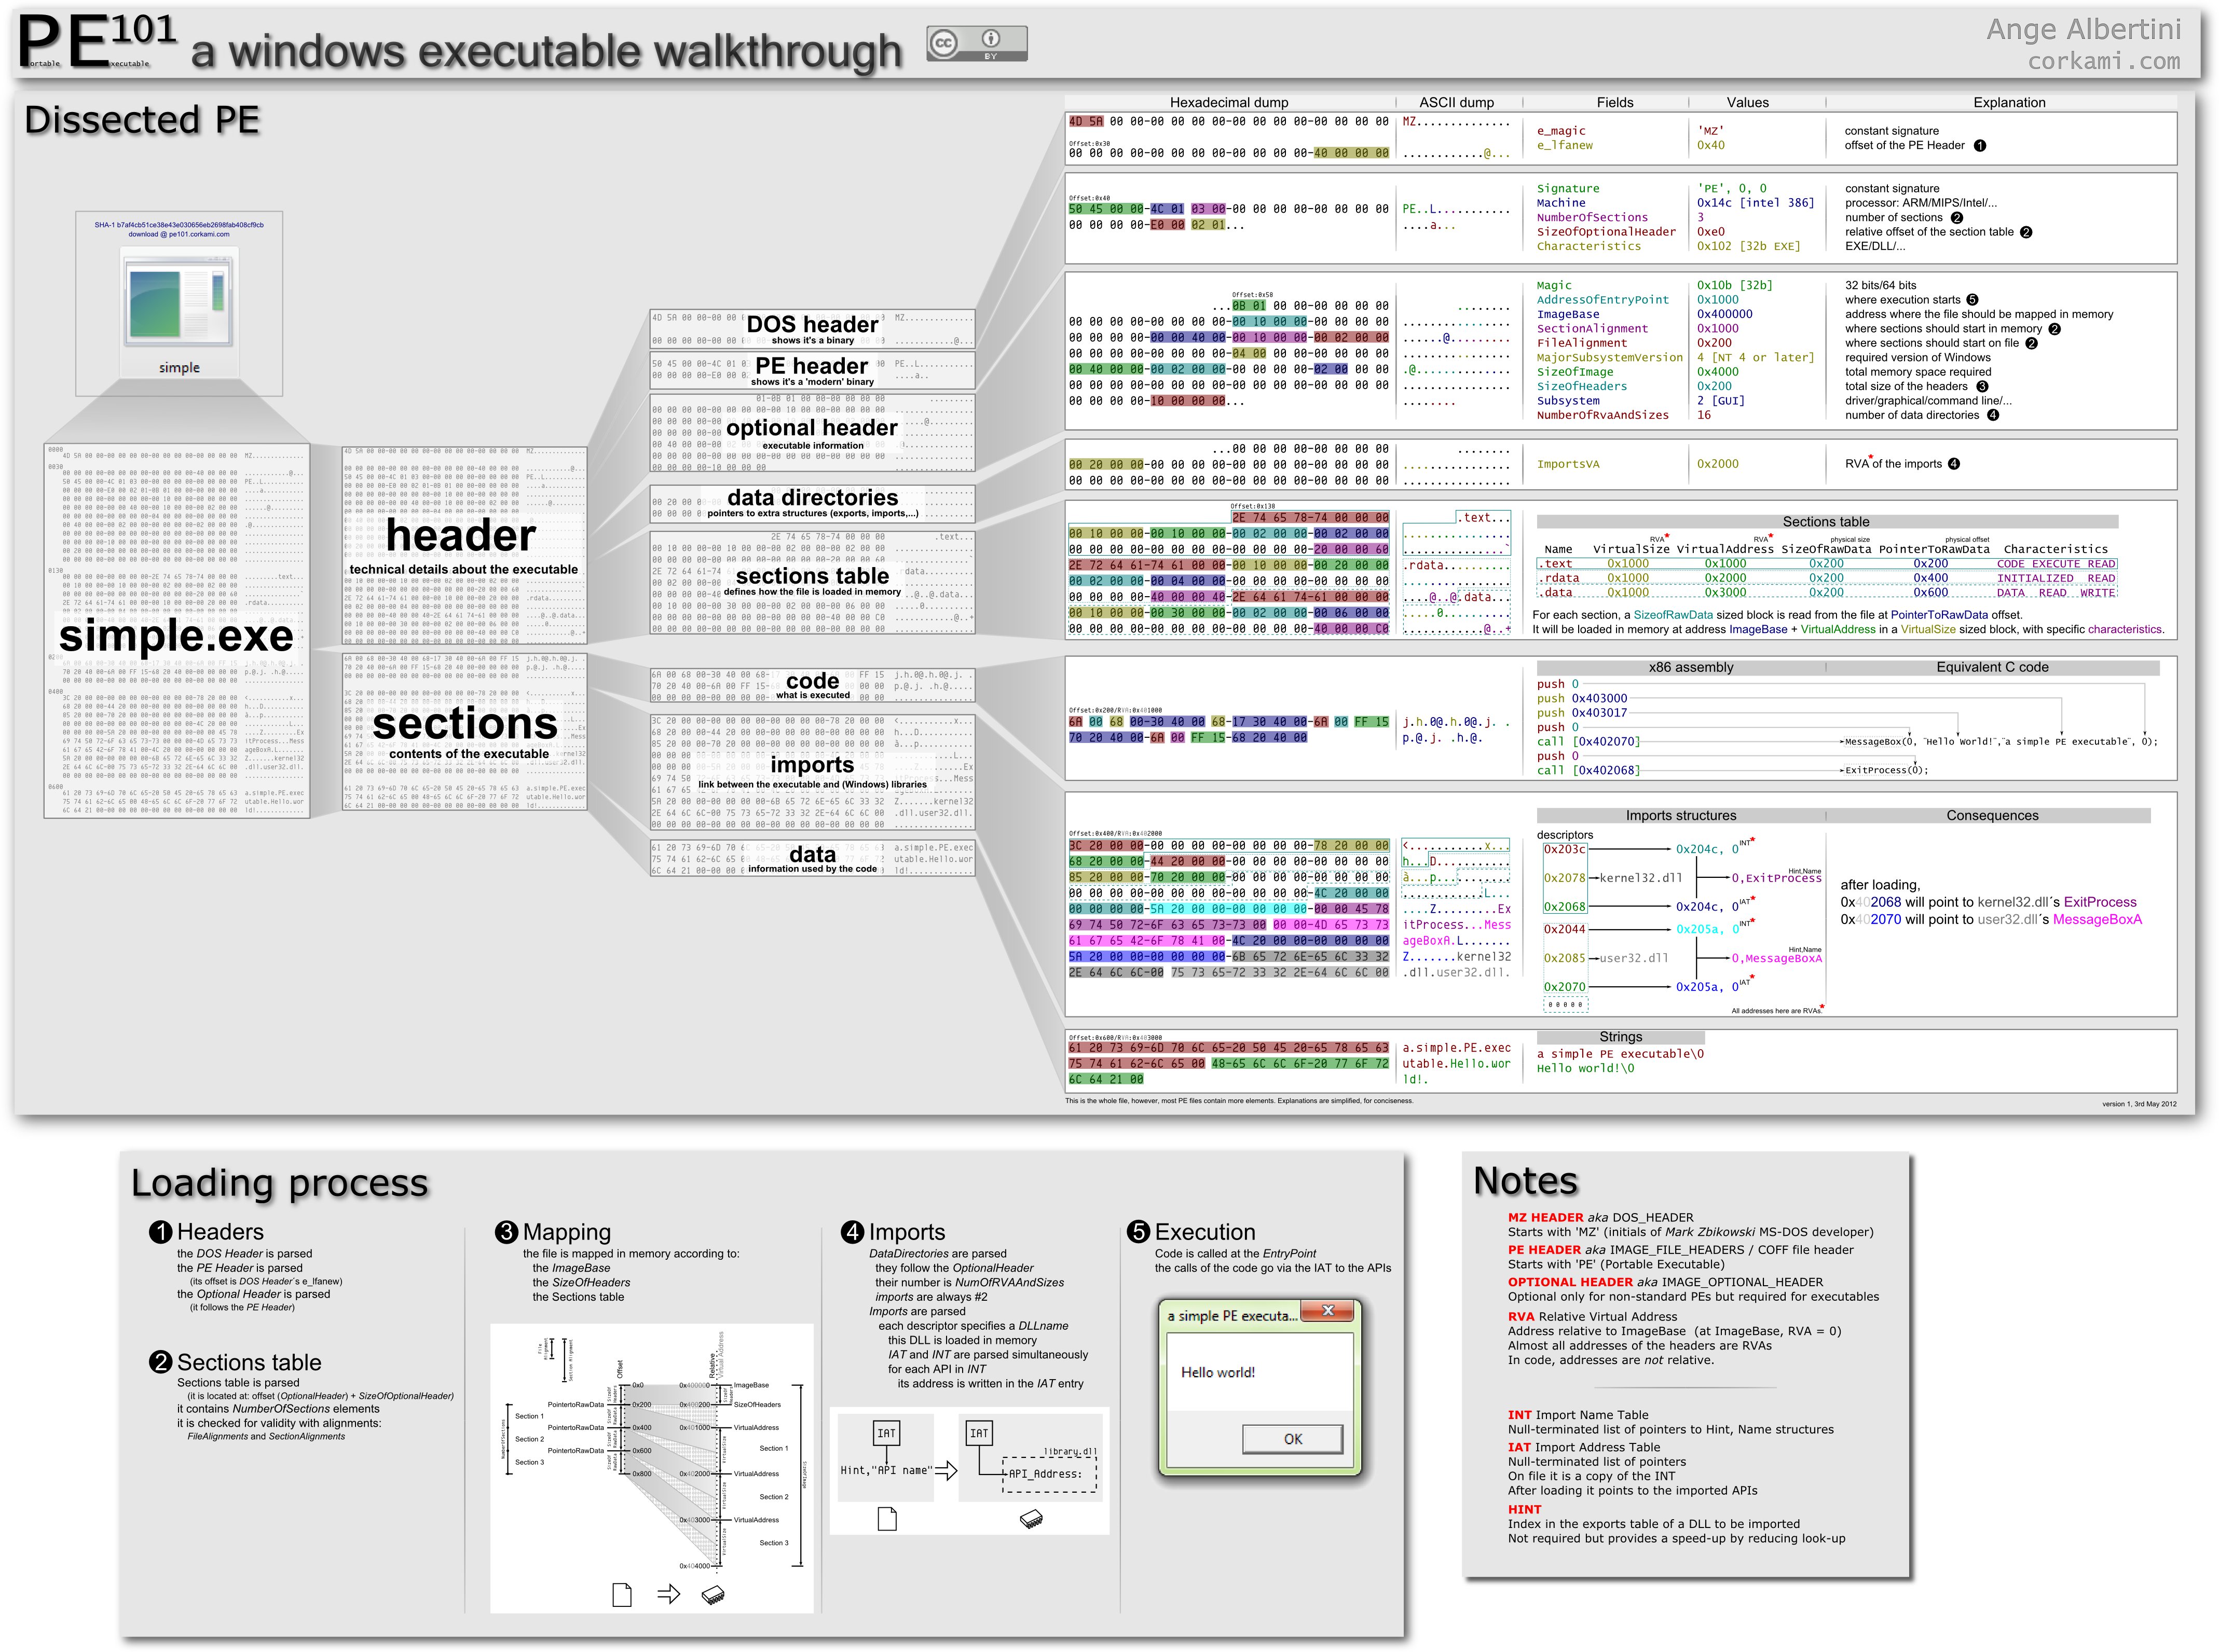 PE101 a windows executable walkthrough
Portable Executable
CC BY
Ange Albertini
corkami.com
Dissected PE
SHA-1 b7af4cb51ce38e43e030656eb2698fab408cf9cb
download @ pe101.corkami.com
simple
simple.exe
header
technical details about the executable
sections
contents of the executable
DOS header
shows it's a binary
PE header
shows it's a 'modern' binary
optional header
executable information
data directories
pointers to extra structures (exports, imports,...)
sections table
defines how the file is loaded in memory
code
what is executed
imports
link between the executable and (Windows) libraries
data
information used by the code
Hexadecimal dump ASCII dump Fields Values Explanation
4D 5A 00 00-00 00 00 00-00 00 00 00-00 00 00 00 MZ..............
Offset:0x30
00 00 00 00-00 00 00 00-00 00 00 00-40 00 00 00 ............@...
e_magic 'MZ' constant signature
e_lfanew 0x40 offset of the PE Header 1
Offset:0x40
50 45 00 00-4C 01 03 00-00 00 00 00-00 00 00 00 PE..L...........
00 00 00 00-E0 00 02 01... ....a...
Signature 'PE', 0, 0 constant signature
Machine 0x14c [intel 386] processor: ARM/MIPS/Intel/...
NumberOfSections 3 number of sections 2
SizeOfOptionalHeader 0xe0 relative offset of the section table 2
Characteristics 0x102 [32b EXE] EXE/DLL/...
Offset:0x58
...0B 01 00 00-00 00 00 00 ........
00 00 00 00-00 00 00 00-00 10 00 00-00 00 00 00 ................
00 00 00 00-00 00 40 00-00 10 00 00-00 02 00 00 ......@.........
00 00 00 00-00 00 00 00-04 00 00 00-00 00 00 00 ................
00 40 00 00-00 02 00 00-00 00 00 00-02 00 00 00 .@..............
00 00 00 00-00 00 00 00-00 00 00 00-00 00 00 00 ................
00 00 00 00-10 00 00 00... ........
Magic 0x10b [32b] 32 bits/64 bits
AddressOfEntryPoint 0x1000 where execution starts 5
ImageBase 0x400000 address where the file should be mapped in memory
SectionAlignment 0x1000 where sections should start in memory 2
FileAlignment 0x200 where sections should start on file 2
MajorSubsystemVersion 4 [NT 4 or later] required version of Windows
SizeOfImage 0x4000 total memory space required
SizeOfHeaders 0x200 total size of the headers 3
Subsystem 2 [GUI] driver/graphical/command line/...
NumberOfRvaAndSizes 16 number of data directories 4
...00 00 00 00-00 00 00 00 ........
00 20 00 00-00 00 00 00-00 00 00 00-00 00 00 00 ................
00 00 00 00-00 00 00 00-00 00 00 00-00 00 00 00 ................
ImportsVA 0x2000 RVA* of the imports 4
Offset:0x138
2E 74 65 78-74 00 00 00 .text...
00 10 00 00-00 10 00 00-00 02 00 00-00 02 00 00 ................
00 00 00 00-00 00 00 00-00 00 00 00-20 00 00 60 ...............`
2E 72 64 61-74 61 00 00-00 10 00 00-00 20 00 00 .rdata..........
00 02 00 00-00 04 00 00-00 00 00 00-00 00 00 00 ................
00 00 00 00-40 00 00 40-2E 64 61 74-61 00 00 00 ....@..@.data...
00 10 00 00-00 30 00 00-00 02 00 00-00 06 00 00 .....0..........
00 00 00 00-00 00 00 00-00 00 00 00-40 00 00 C0 ............@..+
Sections table
RVA* RVA* physical size physical offset
Name VirtualSize VirtualAddress SizeOfRawData PointerToRawData Characteristics
.text 0x1000 0x1000 0x200 0x200 CODE EXECUTE READ
.rdata 0x1000 0x2000 0x200 0x400 INITIALIZED READ
.data 0x1000 0x3000 0x200 0x600 DATA READ WRITE
For each section, a SizeofRawData sized block is read from the file at PointerToRawData offset.
It will be loaded in memory at address ImageBase + VirtualAddress in a VirtualSize sized block, with specific characteristics.
x86 assembly Equivalent C code
Offset:0x200/RVA:0x401000
6A 00 68 00-30 40 00 68-17 30 40 00-6A 00 FF 15 j.h.0@.h.0@.j. .
70 20 40 00-6A 00 FF 15-68 20 40 00 p.@.j. .h.@.
push 0
push 0x403000
push 0x403017
push 0
call [0x402070] MessageBox(0, "Hello World!","a simple PE executable", 0);
push 0
call [0x402068] ExitProcess(0);
Offset:0x400/RVA:0x402000
3C 20 00 00-00 00 00 00-00 00 00 00-78 20 00 00 <...........x...
68 20 00 00-44 20 00 00-00 00 00 00-00 00 00 00 h...D...........
85 20 00 00-70 20 00 00-00 00 00 00-00 00 00 00 à...p...........
00 00 00 00-00 00 00 00-00 00 00 00-4C 20 00 00 ............L...
00 00 00 00-5A 20 00 00-00 00 00 00-00 00 45 78 ....Z.........Ex
69 74 50 72-6F 63 65 73-73 00 00 00-4D 65 73 73 itProcess...Mess
61 67 65 42-6F 78 41 00-4C 20 00 00-00 00 00 00 ageBoxA.L.......
5A 20 00 00-00 00 00 00-6B 65 72 6E-65 6C 33 32 Z.......kernel32
2E 64 6C 6C-00 75 73 65-72 33 32 2E-64 6C 6C 00 .dll.user32.dll.
Imports structures Consequences
descriptors
0x203c 0x204c, 0 INT*
0x2078 kernel32.dll Hint,Name 0,ExitProcess
0x2068 0x204c, 0 IAT*
0x2044 0x205a, 0 INT*
0x2085 user32.dll Hint,Name 0,MessageBoxA
0x2070 0x205a, 0 IAT*
0 0 0 0 0
All addresses here are RVAs.*
after loading,
0x402068 will point to kernel32.dll´s ExitProcess
0x402070 will point to user32.dll´s MessageBoxA
Offset:0x600/RVA:0x403000
61 20 73 69-6D 70 6C 65-20 50 45 20-65 78 65 63 a.simple.PE.exec
75 74 61 62-6C 65 00 48-65 6C 6C 6F-20 77 6F 72 utable.Hello.wor
6C 64 21 00 ld!.
Strings
a simple PE executable\0
Hello world!\0
This is the whole file, however, most PE files contain more elements. Explanations are simplified, for conciseness.
version 1, 3rd May 2012
Loading process
1 Headers
the DOS Header is parsed
the PE Header is parsed
(its offset is DOS Header´s e_lfanew)
the Optional Header is parsed
(it follows the PE Header)
2 Sections table
Sections table is parsed
(it is located at: offset (OptionalHeader) + SizeOfOptionalHeader)
it contains NumberOfSections elements
it is checked for validity with alignments:
FileAlignments and SectionAlignments
3 Mapping
the file is mapped in memory according to:
the ImageBase
the SizeOfHeaders
the Sections table
File Alignment
Section Alignment
Offset
Relative Virtual Address
0x0 0x400000 ImageBase
PointertoRawData 0x200 0x400200 SizeOfHeaders
Section 1
PointertoRawData 0x400 0x401000 VirtualAddress
Section 2 Section 1
PointertoRawData 0x600
Section 3
0x800 0x402000 VirtualAddress
Section 2
0x403000 VirtualAddress
Section 3
0x404000
4 Imports
DataDirectories are parsed
they follow the OptionalHeader
their number is NumOfRVAAndSizes
imports are always #2
Imports are parsed
each descriptor specifies a DLLname
this DLL is loaded in memory
IAT and INT are parsed simultaneously
for each API in INT
its address is written in the IAT entry
IAT IAT
library.dll
Hint,"API name" API_Address:
5 Execution
Code is called at the EntryPoint
the calls of the code go via the IAT to the APIs
a simple PE executa...
Hello world!
OK
Notes
MZ HEADER aka DOS_HEADER
Starts with 'MZ' (initials of Mark Zbikowski MS-DOS developer)
PE HEADER aka IMAGE_FILE_HEADERS / COFF file header
Starts with 'PE' (Portable Executable)
OPTIONAL HEADER aka IMAGE_OPTIONAL_HEADER
Optional only for non-standard PEs but required for executables
RVA Relative Virtual Address
Address relative to ImageBase (at ImageBase, RVA = 0)
Almost all addresses of the headers are RVAs
In code, addresses are not relative.
INT Import Name Table
Null-terminated list of pointers to Hint, Name structures
IAT Import Address Table
Null-terminated list of pointers
On file it is a copy of the INT
After loading it points to the imported APIs
HINT
Index in the exports table of a DLL to be imported
Not required but provides a speed-up by reducing look-up